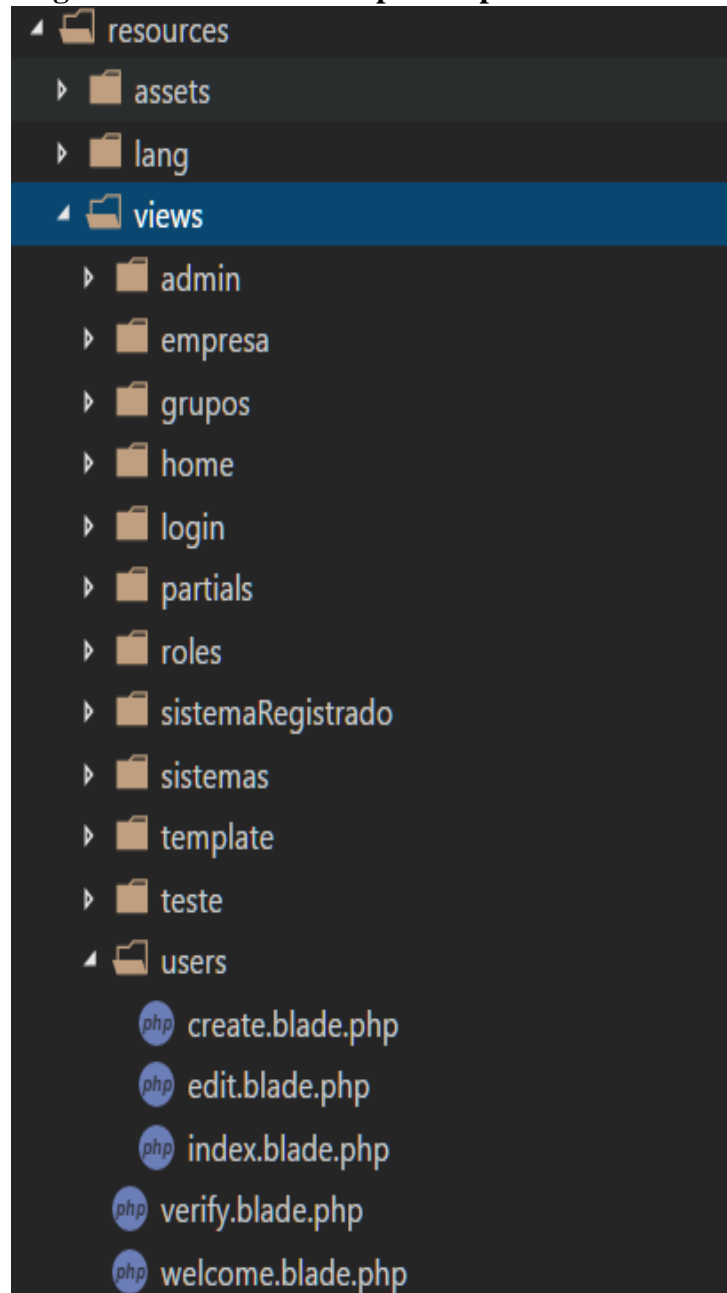 resources
assets
lang
views
admin
empresa
grupos
home
login
partials
roles
sistemaRegistrado
sistemas
template
teste
users
php create.blade.php
php edit.blade.php
php index.blade.php
php verify.blade.php
php welcome.blade.php